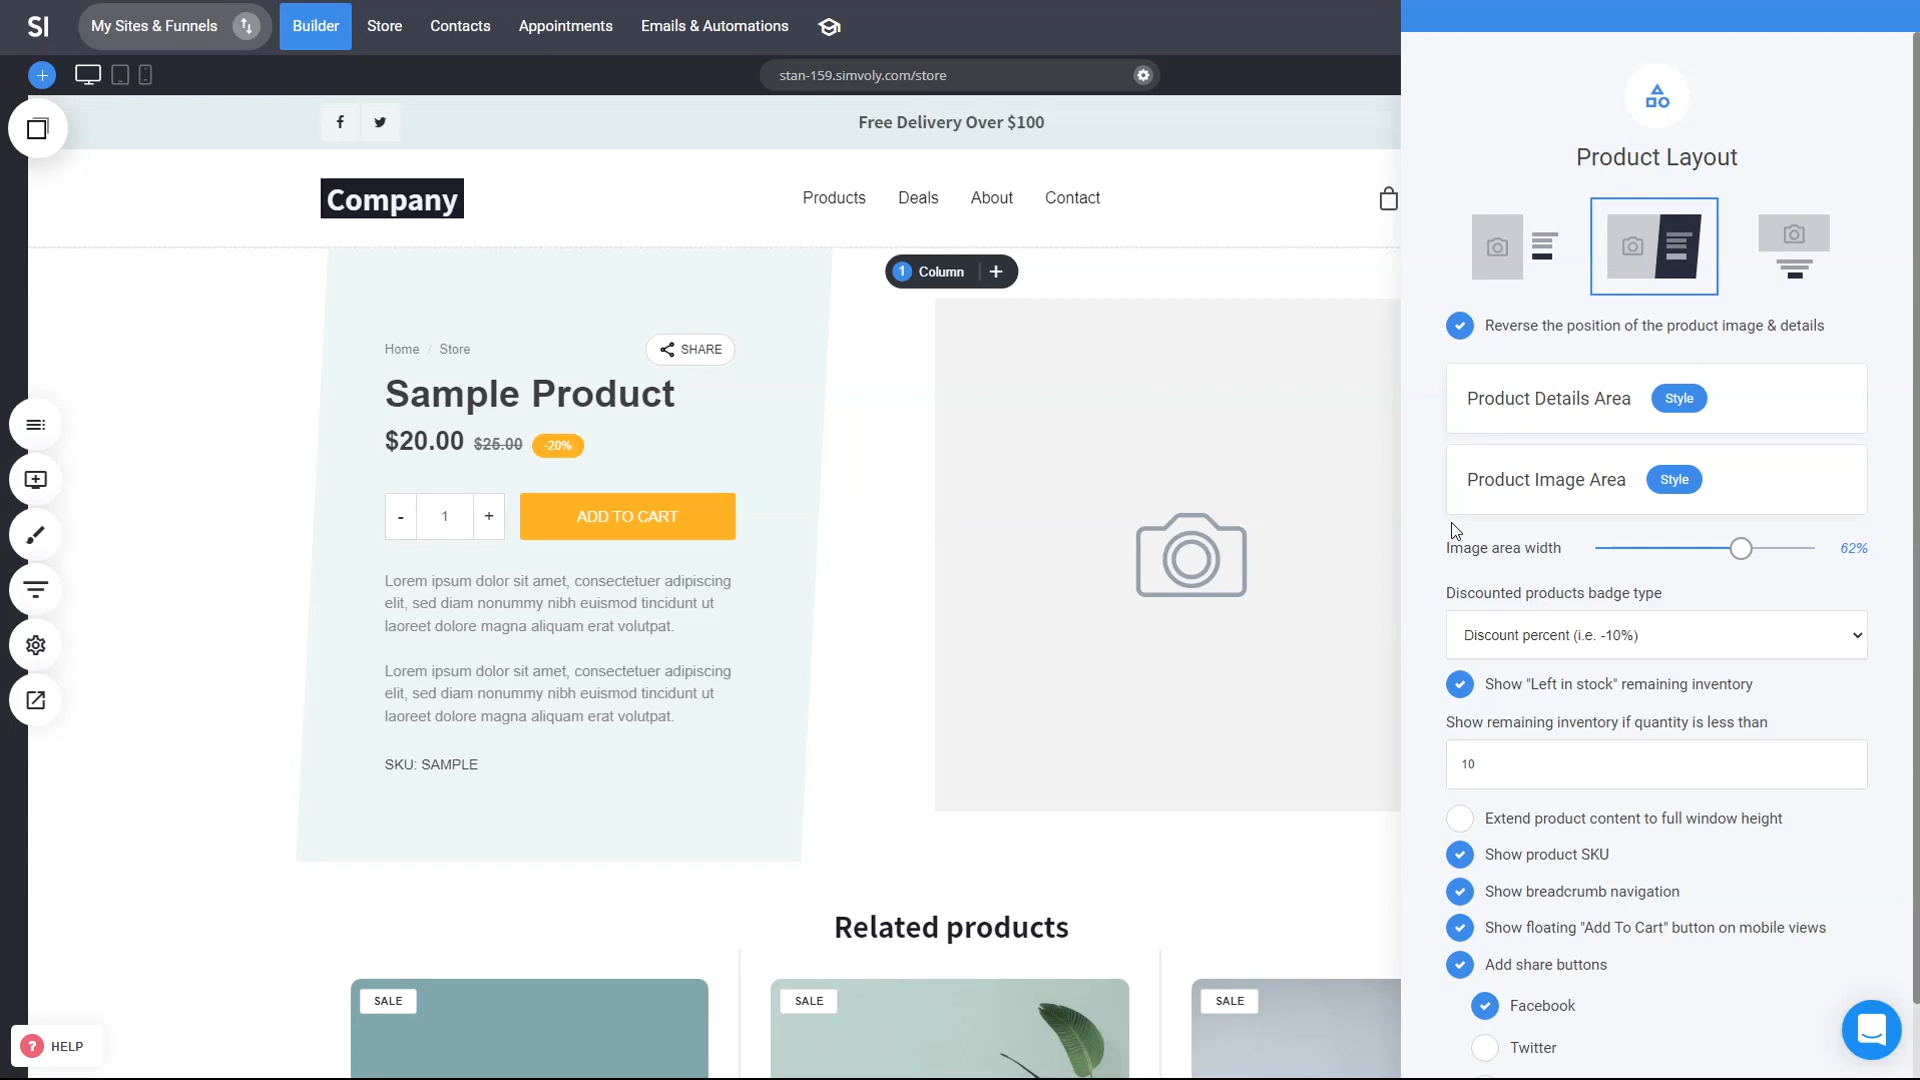 SI
My Sites & Funnels
Builder
Store
Contacts
Appointments
Emails & Automations
stan-159.simvoly.com/store
Free Delivery Over $100
Company
Products
Deals
About
Contact
1 Column +
Home / Store
SHARE
Sample Product
$20.00 $25.00 -20%
- 1 +
ADD TO CART
Lorem ipsum dolor sit amet, consectetuer adipiscing
elit, sed diam nonummy nibh euismod tincidunt ut
laoreet dolore magna aliquam erat volutpat.
Lorem ipsum dolor sit amet, consectetuer adipiscing
elit, sed diam nonummy nibh euismod tincidunt ut
laoreet dolore magna aliquam erat volutpat.
SKU: SAMPLE
Related products
SALE
SALE
SALE
? HELP
Product Layout
Reverse the position of the product image & details
Product Details Area
Style
Product Image Area
Style
Image area width
62%
Discounted products badge type
Discount percent (i.e. -10%)
Show "Left in stock" remaining inventory
Show remaining inventory if quantity is less than
10
Extend product content to full window height
Show product SKU
Show breadcrumb navigation
Show floating "Add To Cart" button on mobile views
Add share buttons
Facebook
Twitter